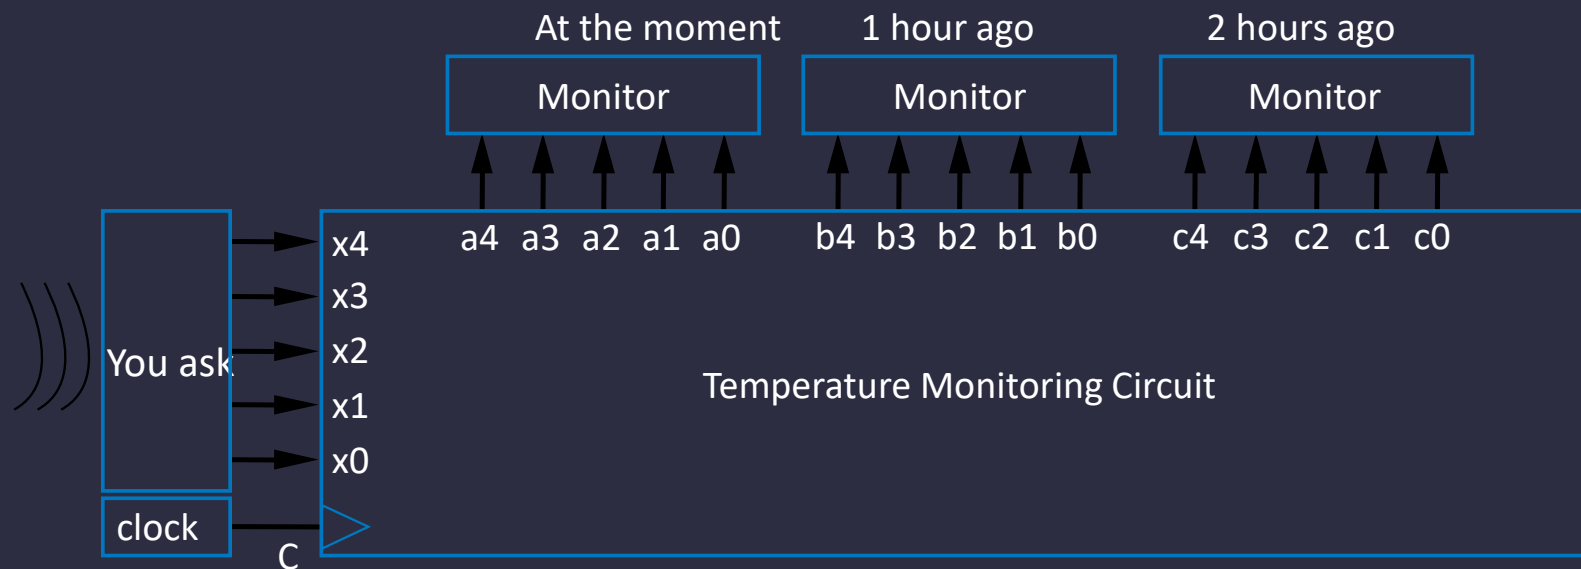 At the moment 1 hour ago 2 hours ago
Monitor Monitor Monitor
x4 a4 a3 a2 a1 a0 b4 b3 b2 b1 b0 c4 c3 c2 c1 c0
x3
You ask x2
Temperature Monitoring Circuit
x1
x0
clock
C